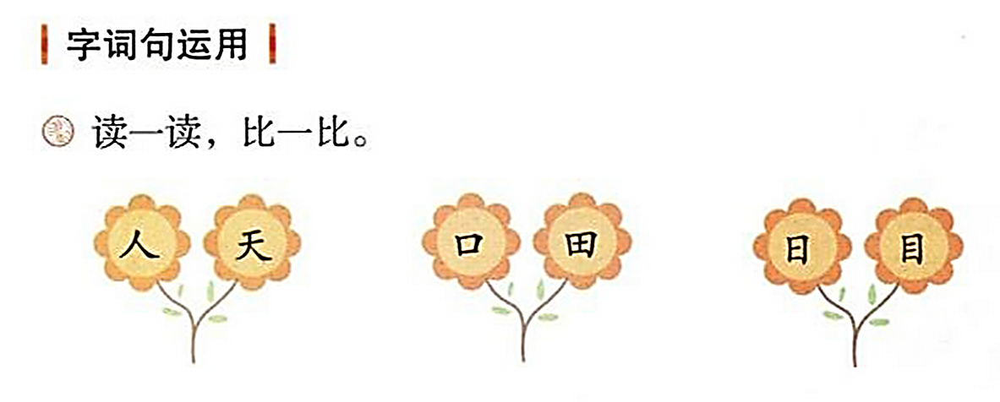 字词句运用
读一读，比一比。
人 天 口 田 日 目